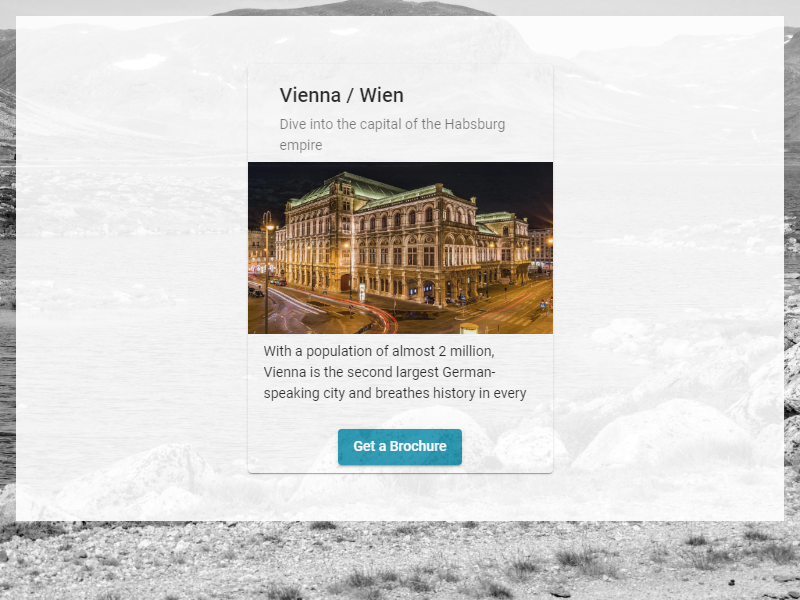 Vienna / Wien
Dive into the capital of the Habsburg
empire
With a population of almost 2 million,
Vienna is the second largest German-
speaking city and breathes history in every
Get a Brochure